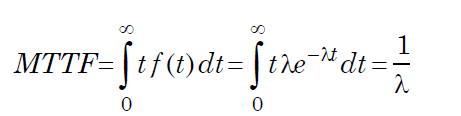 MTTF=∫₀^∞ t f(t) dt = ∫₀^∞ tλe^{−λt} dt = 1/λ